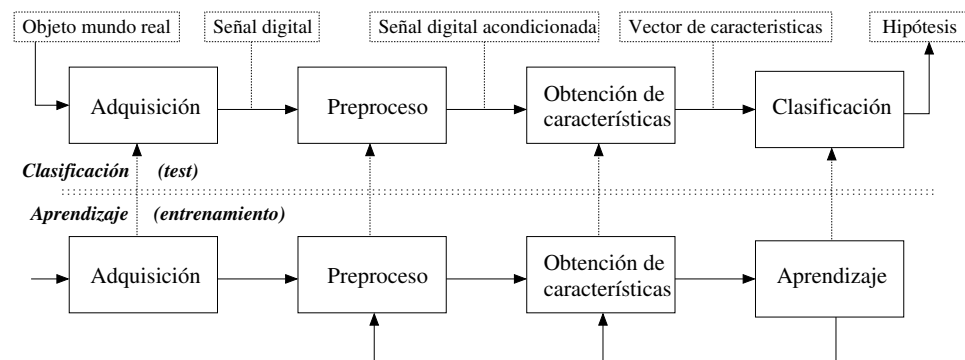 Objeto mundo real
Señal digital
Señal digital acondicionada
Vector de caracteristicas
Hipótesis
Adquisición
Preproceso
Obtención de
características
Clasificación
Clasificación (test)
Aprendizaje (entrenamiento)
Adquisición
Preproceso
Obtención de
características
Aprendizaje